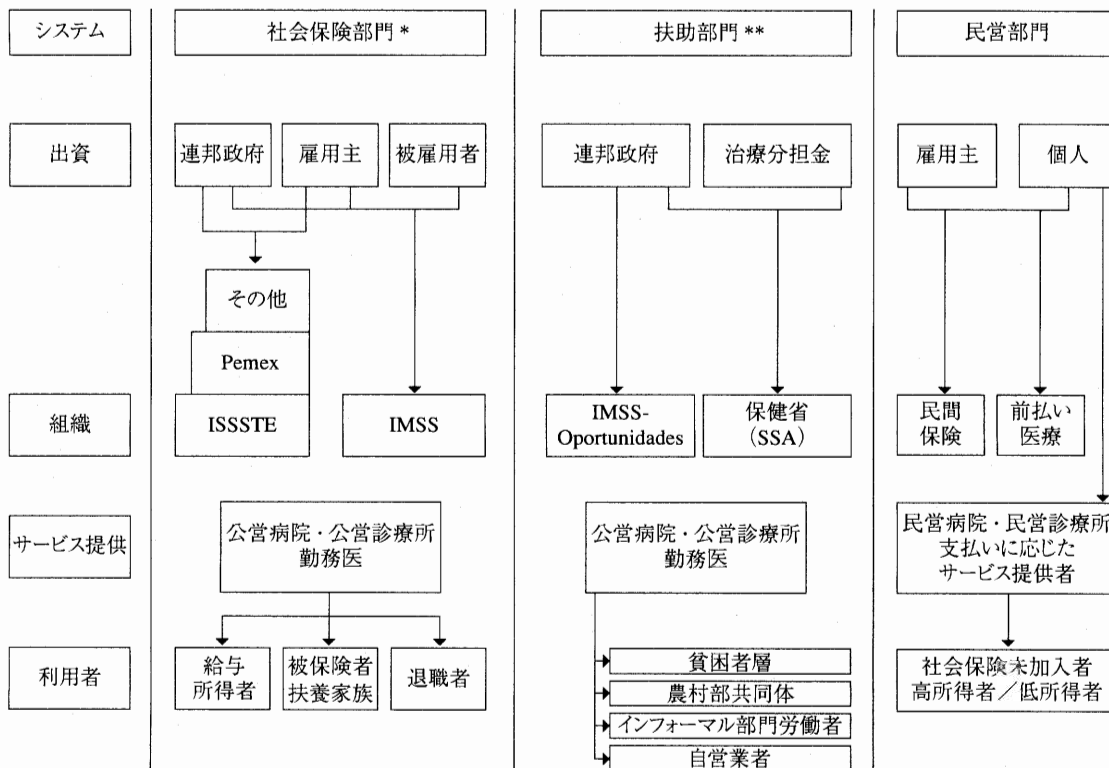 システム
社会保険部門 *
扶助部門 **
民営部門
出資
連邦政府
雇用主
被雇用者
連邦政府
治療分担金
雇用主
個人
その他
Pemex
組織
ISSSTE
IMSS
IMSS-
Oportunidades
保健省
(SSA)
民間
保険
前払い
医療
サービス提供
公営病院・公営診療所
勤務医
公営病院・公営診療所
勤務医
民営病院・民営診療所
支払いに応じた
サービス提供者
利用者
給与
所得者
被保険者
扶養家族
退職者
貧困者層
農村部共同体
インフォーマル部門労働者
自営業者
社会保険未加入者
高所得者／低所得者